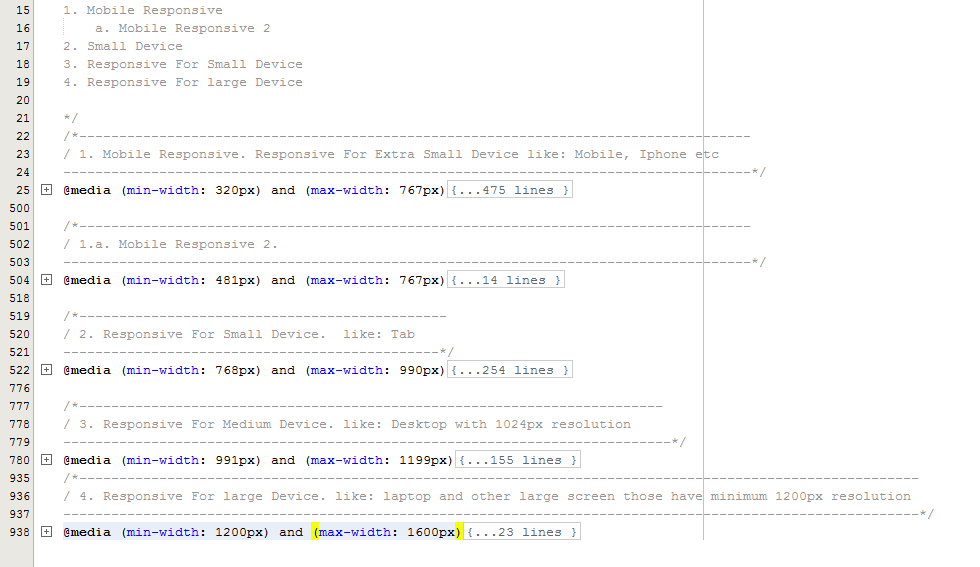 15 1. Mobile Responsive
16 a. Mobile Responsive 2
17 2. Small Device
18 3. Responsive For Small Device
19 4. Responsive For large Device
20
21 */
22 /*------------------------------------------------------------------------------------
23 / 1. Mobile Responsive. Responsive For Extra Small Device like: Mobile, Iphone etc
24 --------------------------------------------------------------------------------------*/
25 @media (min-width: 320px) and (max-width: 767px){...475 lines }
500
501 /*------------------------------------------------------------------------------------
502 / 1.a. Mobile Responsive 2.
503 --------------------------------------------------------------------------------------*/
504 @media (min-width: 481px) and (max-width: 767px){...14 lines }
518
519 /*----------------------------------------------
520 / 2. Responsive For Small Device.  like: Tab
521 -----------------------------------------------*/
522 @media (min-width: 768px) and (max-width: 990px){...254 lines }
776
777 /*-------------------------------------------------------------------------
778 / 3. Responsive For Medium Device. like: Desktop with 1024px resolution
779 ----------------------------------------------------------------------------*/
780 @media (min-width: 991px) and (max-width: 1199px){...155 lines }
935 /*---------------------------------------------------------------------------------------------------------
936 / 4. Responsive For large Device. like: laptop and other large screen those have minimum 1200px resolution
937 -----------------------------------------------------------------------------------------------------------*/
938 @media (min-width: 1200px) and (max-width: 1600px){...23 lines }